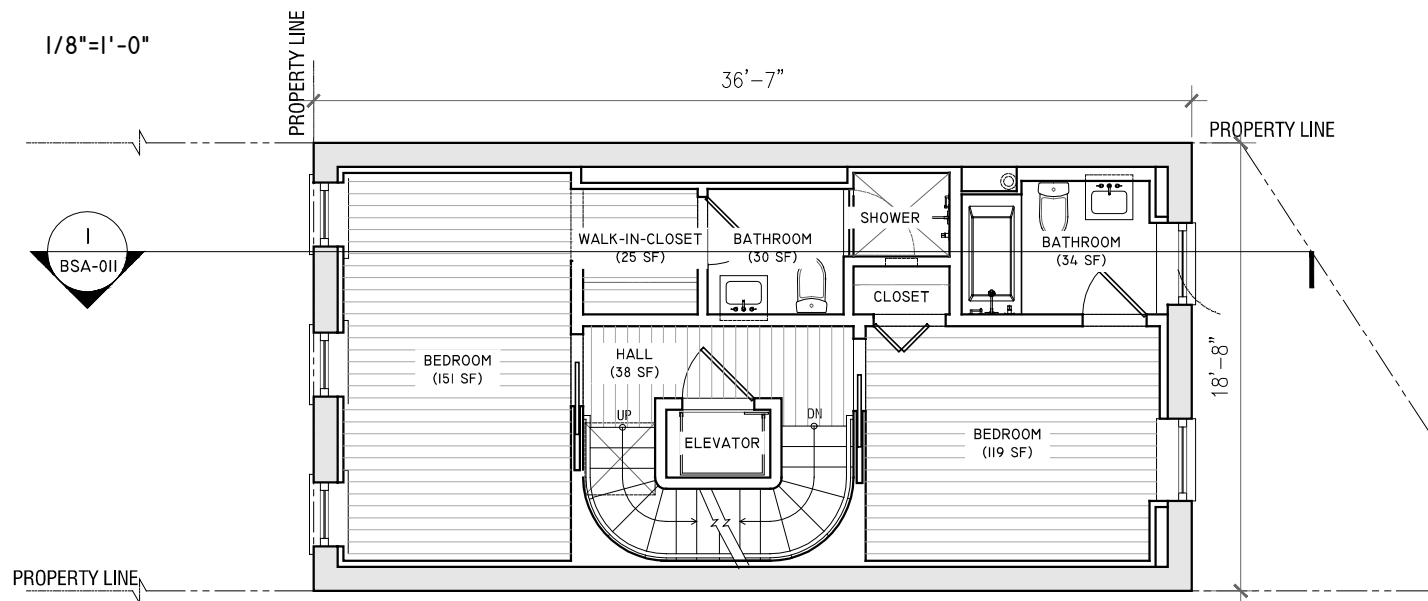 1/8"=1'-0"
PROPERTY LINE
36'-7"
PROPERTY LINE
1
BSA-011
WALK-IN-CLOSET
(25 SF)
BATHROOM
(30 SF)
SHOWER
BATHROOM
(34 SF)
CLOSET
HALL
(38 SF)
BEDROOM
(151 SF)
18'-8"
UP
DN
ELEVATOR
BEDROOM
(119 SF)
PROPERTY LINE